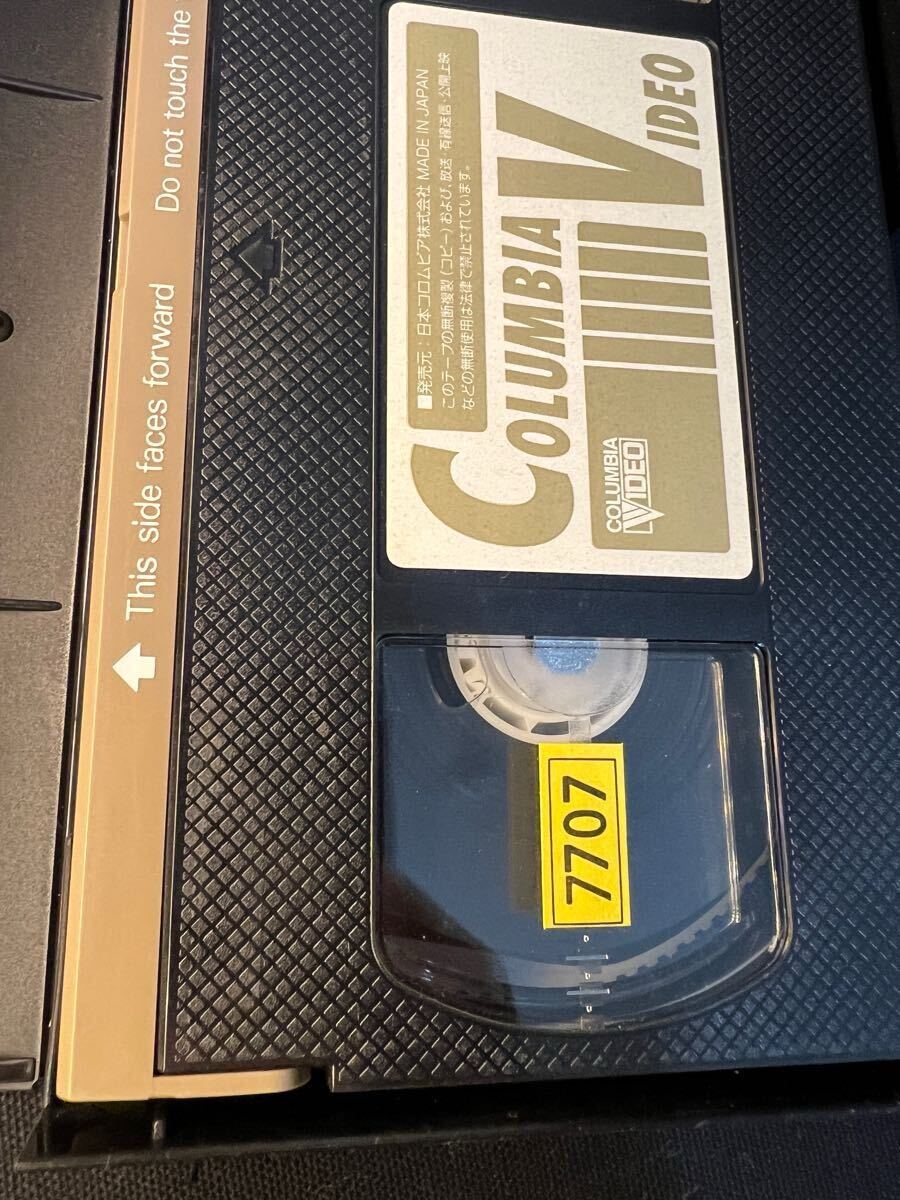 This side faces forward Do not touch the
■発売元：日本コロムビア株式会社 MADE IN JAPAN
このテープの無断複製(コピー)および、放送・有線送信・公開上映
などの無断使用は法律で禁止されています。
COLUMBIA
VIDEO
COLUMBIA
VIDEO
7707